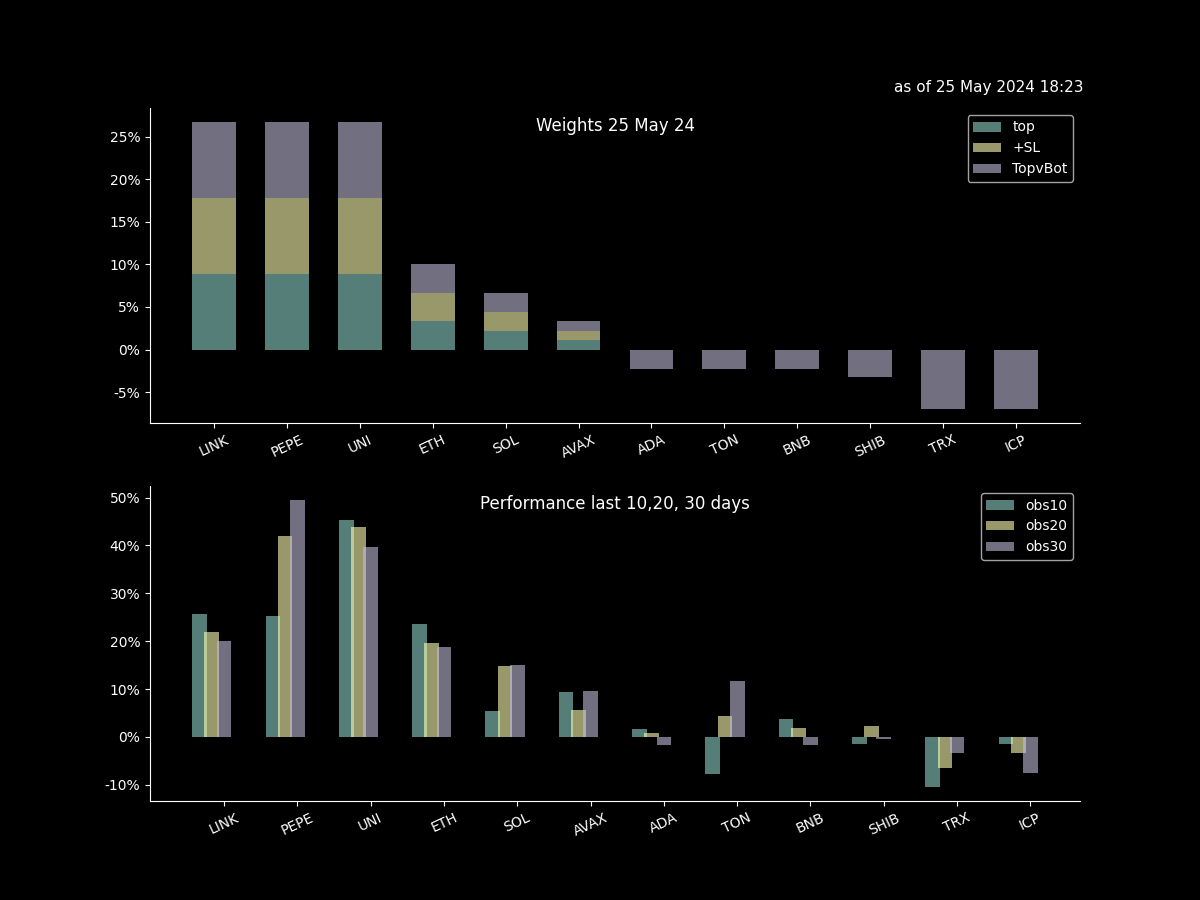 as of 25 May 2024 18:23
Weights 25 May 24
top
+SL
TopvBot
25%
20%
15%
10%
5%
0%
-5%
LINK PEPE UNI ETH SOL AVAX ADA TON BNB SHIB TRX ICP
Performance last 10,20, 30 days
obs10
obs20
obs30
50%
40%
30%
20%
10%
0%
-10%
LINK PEPE UNI ETH SOL AVAX ADA TON BNB SHIB TRX ICP